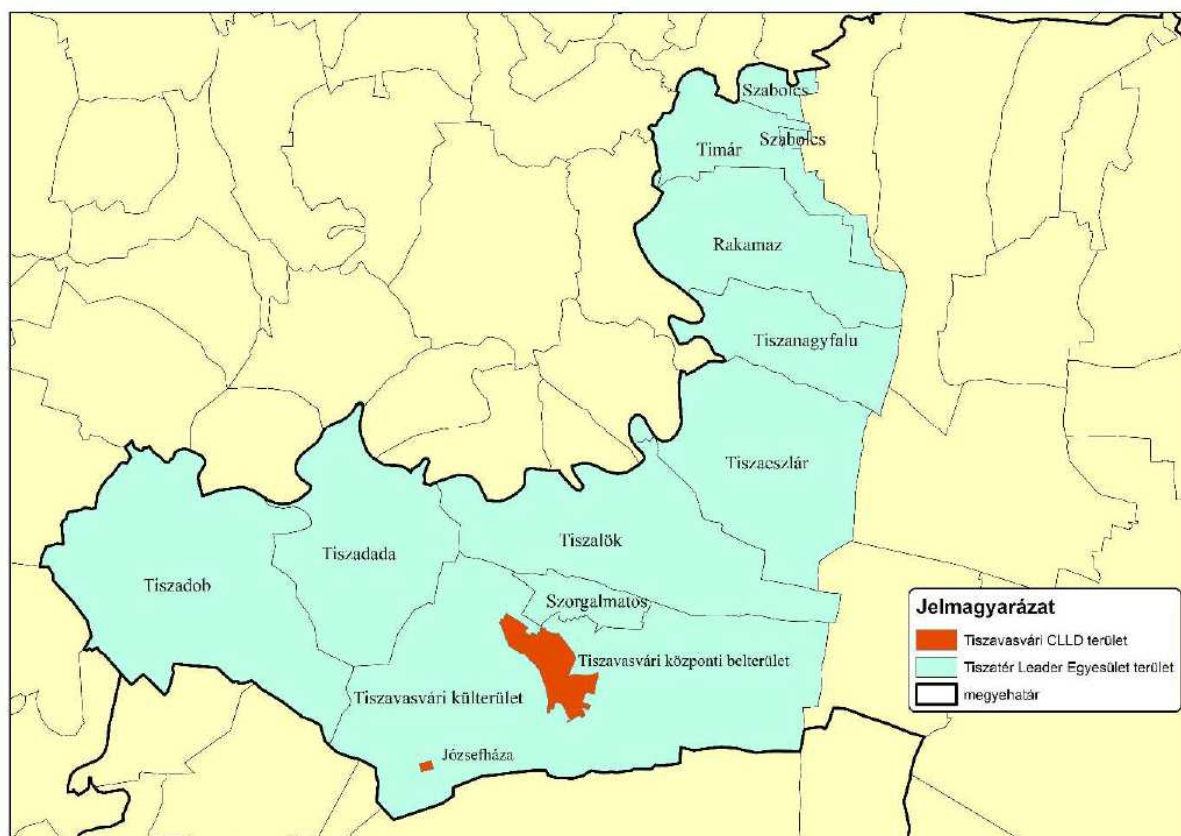 Szabolcs
Szabolcs
Timár
Rakamaz
Tiszanagyfalu
Tiszaeszlár
Tiszalök
Tiszadada
Tiszadob
Szorgalmatos
Tiszavasvári központi belterület
Tiszavasvári külterület
Józsefháza
Jelmagyarázat
Tiszavasvári CLLD terület
Tiszatér Leader Egyesület terület
megyehatár